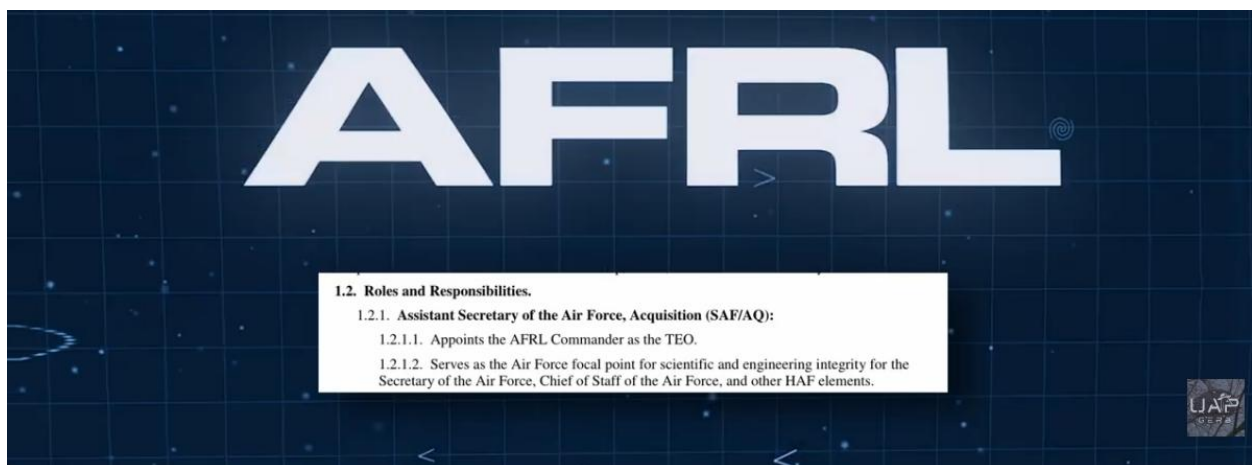 AFRL
1.2. Roles and Responsibilities.
1.2.1. Assistant Secretary of the Air Force, Acquisition (SAF/AQ):
1.2.1.1. Appoints the AFRL Commander as the TEO.
1.2.1.2. Serves as the Air Force focal point for scientific and engineering integrity for the
Secretary of the Air Force, Chief of Staff of the Air Force, and other HAF elements.
UAP
GERB